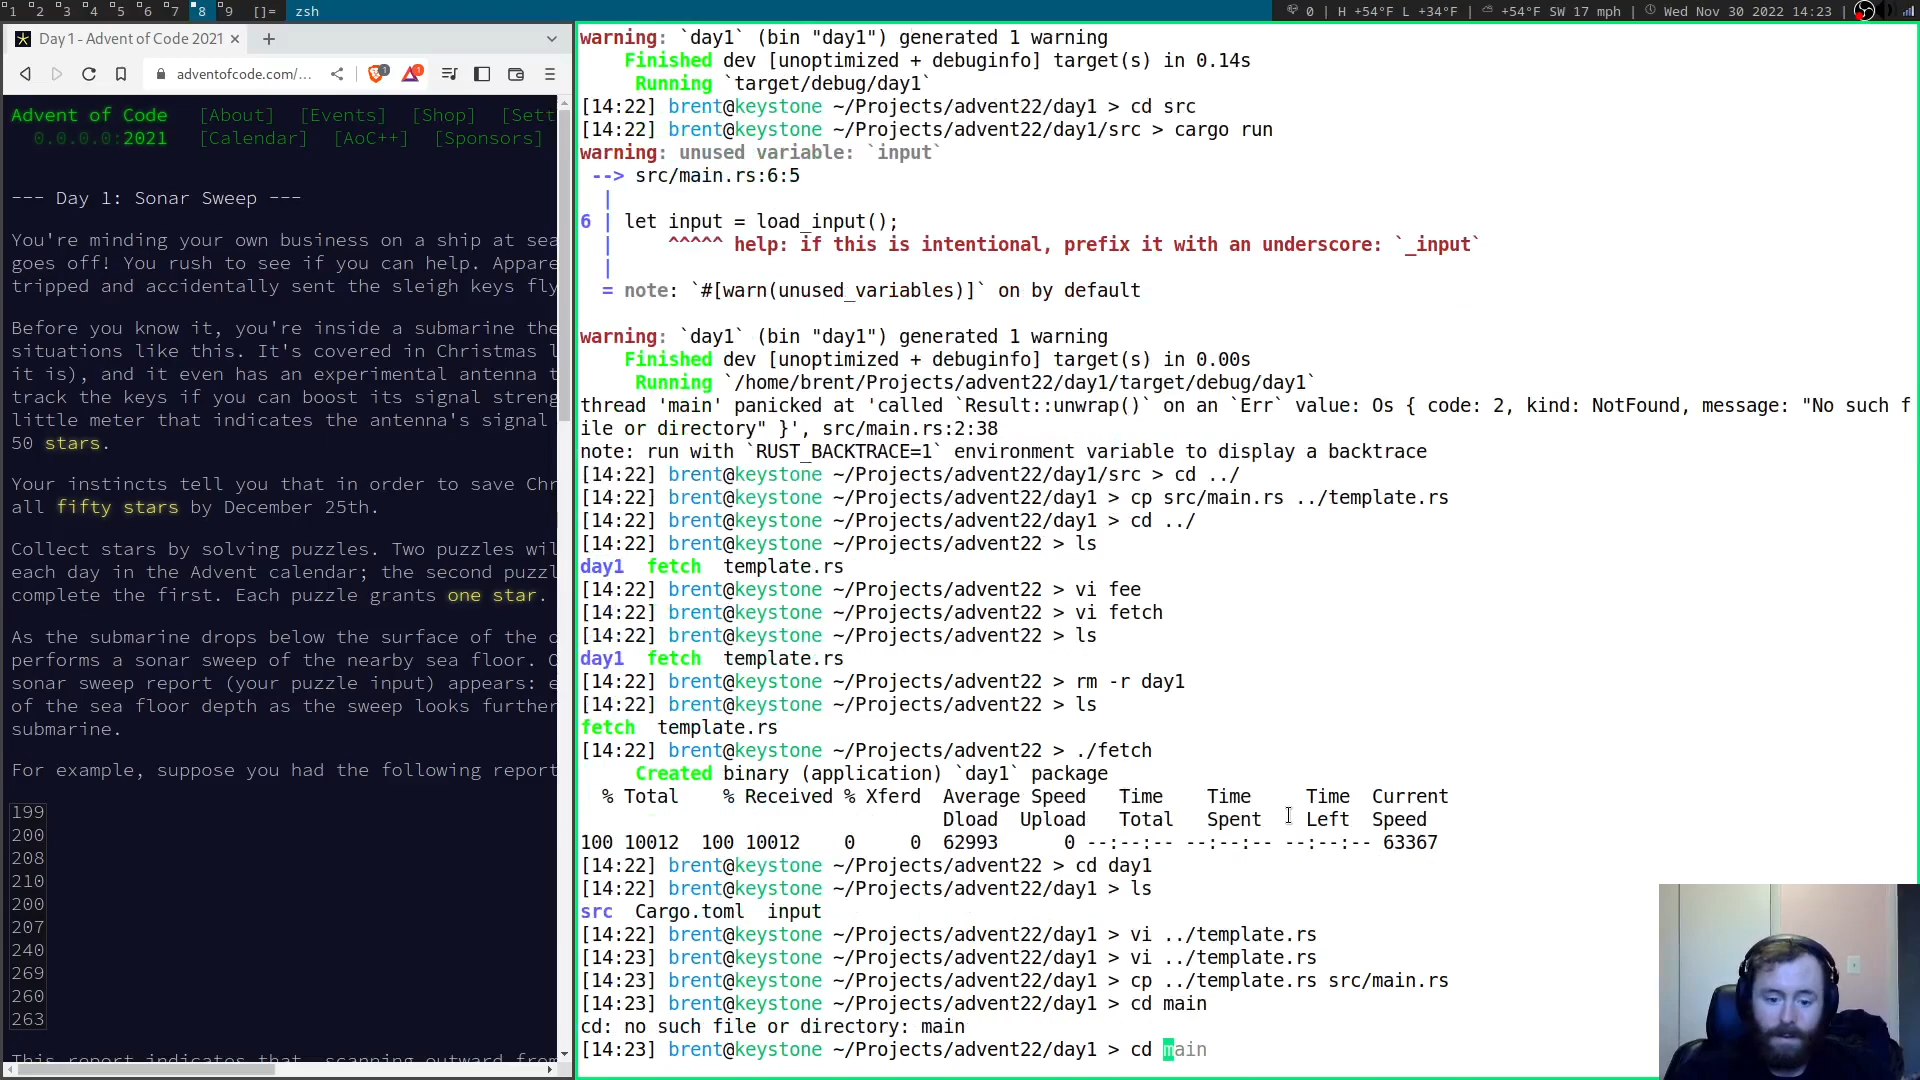 1 2 3 4 5 6 7 8 9 []= zsh
0 | H +54°F L +34°F | +54°F SW 17 mph | Wed Nov 30 2022 14:23 |
Day 1 - Advent of Code 2021 × +
adventofcode.com/...
Advent of Code [About] [Events] [Shop] [Sett
0.0.0.0:2021 [Calendar] [AoC++] [Sponsors]
--- Day 1: Sonar Sweep ---
You're minding your own business on a ship at sea
goes off! You rush to see if you can help. Appare
tripped and accidentally sent the sleigh keys fly
Before you know it, you're inside a submarine the
situations like this. It's covered in Christmas l
it is), and it even has an experimental antenna t
track the keys if you can boost its signal streng
little meter that indicates the antenna's signal
50 stars.
Your instincts tell you that in order to save Chr
all fifty stars by December 25th.
Collect stars by solving puzzles. Two puzzles wil
each day in the Advent calendar; the second puzzl
complete the first. Each puzzle grants one star.
As the submarine drops below the surface of the o
performs a sonar sweep of the nearby sea floor. O
sonar sweep report (your puzzle input) appears: e
of the sea floor depth as the sweep looks further
submarine.
For example, suppose you had the following report
199
200
208
210
200
207
240
269
260
263
This report indicates that, scanning outward from
warning: `day1` (bin "day1") generated 1 warning
Finished dev [unoptimized + debuginfo] target(s) in 0.14s
Running `target/debug/day1`
[14:22] brent@keystone ~/Projects/advent22/day1 > cd src
[14:22] brent@keystone ~/Projects/advent22/day1/src > cargo run
warning: unused variable: `input`
--> src/main.rs:6:5
|
6 | let input = load_input();
| ^^^^^ help: if this is intentional, prefix it with an underscore: `_input`
|
= note: `#[warn(unused_variables)]` on by default
warning: `day1` (bin "day1") generated 1 warning
Finished dev [unoptimized + debuginfo] target(s) in 0.00s
Running `/home/brent/Projects/advent22/day1/target/debug/day1`
thread 'main' panicked at 'called `Result::unwrap()` on an `Err` value: Os { code: 2, kind: NotFound, message: "No such f
ile or directory" }', src/main.rs:2:38
note: run with `RUST_BACKTRACE=1` environment variable to display a backtrace
[14:22] brent@keystone ~/Projects/advent22/day1/src > cd ../
[14:22] brent@keystone ~/Projects/advent22/day1 > cp src/main.rs ../template.rs
[14:22] brent@keystone ~/Projects/advent22/day1 > cd ../
[14:22] brent@keystone ~/Projects/advent22 > ls
day1 fetch template.rs
[14:22] brent@keystone ~/Projects/advent22 > vi fee
[14:22] brent@keystone ~/Projects/advent22 > vi fetch
[14:22] brent@keystone ~/Projects/advent22 > ls
day1 fetch template.rs
[14:22] brent@keystone ~/Projects/advent22 > rm -r day1
[14:22] brent@keystone ~/Projects/advent22 > ls
fetch template.rs
[14:22] brent@keystone ~/Projects/advent22 > ./fetch
Created binary (application) `day1` package
% Total % Received % Xferd Average Speed Time Time Time Current
Dload Upload Total Spent Left Speed
100 10012 100 10012 0 0 62993 0 --:--:-- --:--:-- --:--:-- 63367
[14:22] brent@keystone ~/Projects/advent22 > cd day1
[14:22] brent@keystone ~/Projects/advent22/day1 > ls
src Cargo.toml input
[14:22] brent@keystone ~/Projects/advent22/day1 > vi ../template.rs
[14:23] brent@keystone ~/Projects/advent22/day1 > vi ../template.rs
[14:23] brent@keystone ~/Projects/advent22/day1 > cp ../template.rs src/main.rs
[14:23] brent@keystone ~/Projects/advent22/day1 > cd main
cd: no such file or directory: main
[14:23] brent@keystone ~/Projects/advent22/day1 > cd main